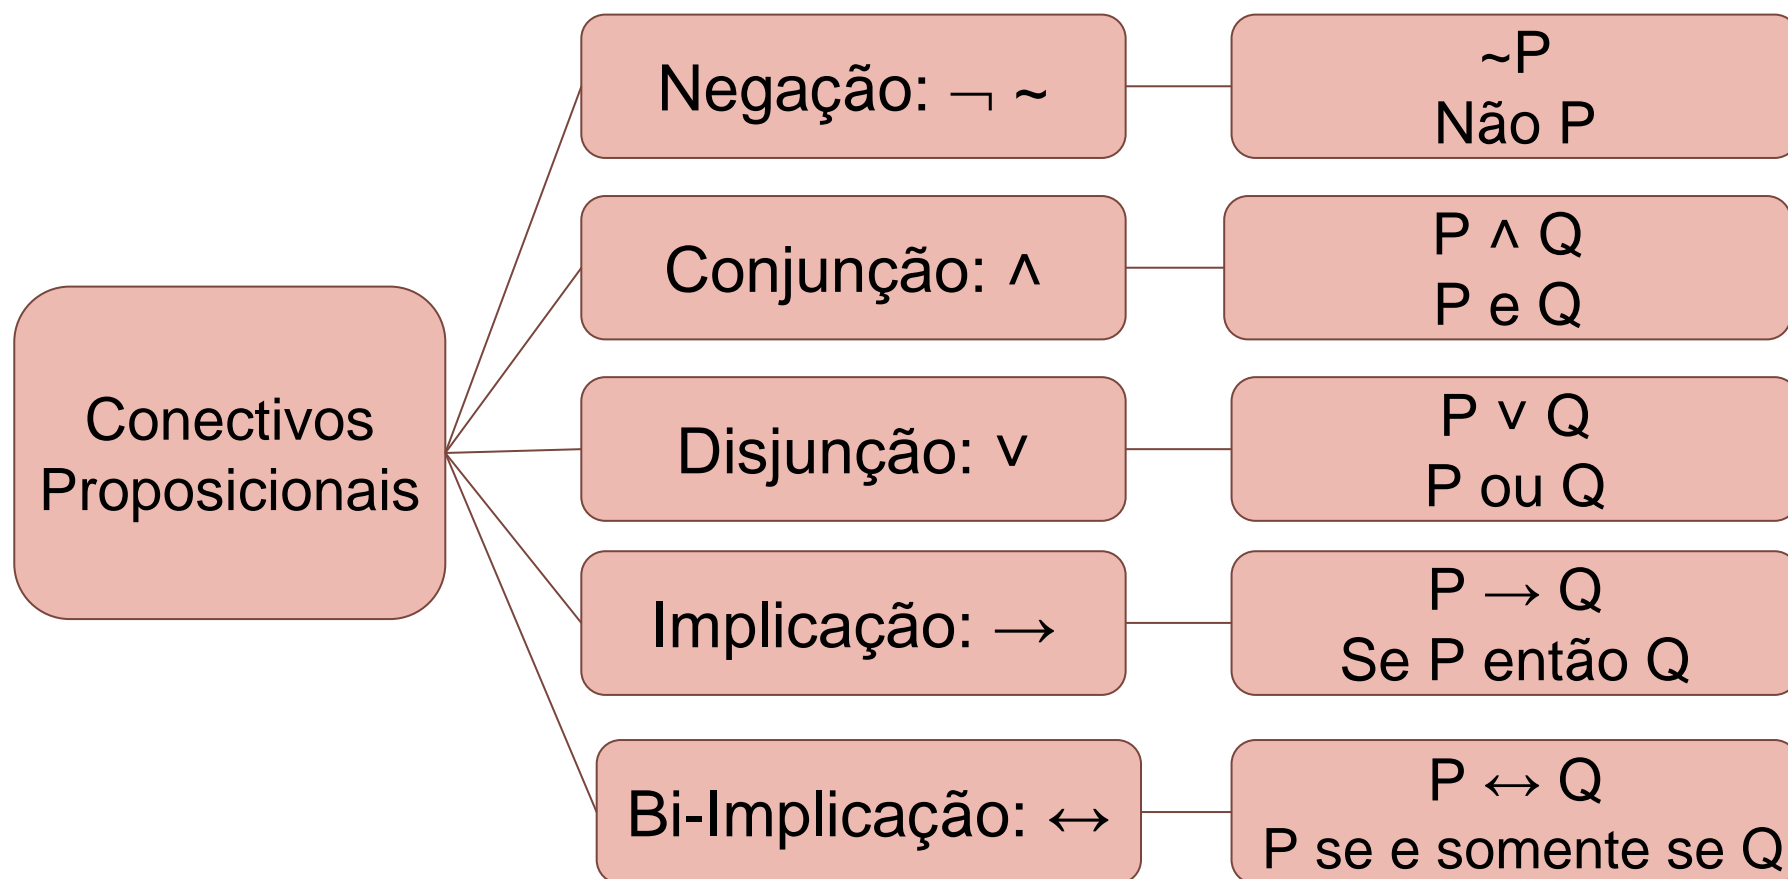 Conectivos
Proposicionais
Negação: ¬ ~
~P
Não P
Conjunção: ˄
P ˄ Q
P e Q
Disjunção: ˅
P ˅ Q
P ou Q
Implicação: →
P → Q
Se P então Q
Bi-Implicação: ↔
P ↔ Q
P se e somente se Q